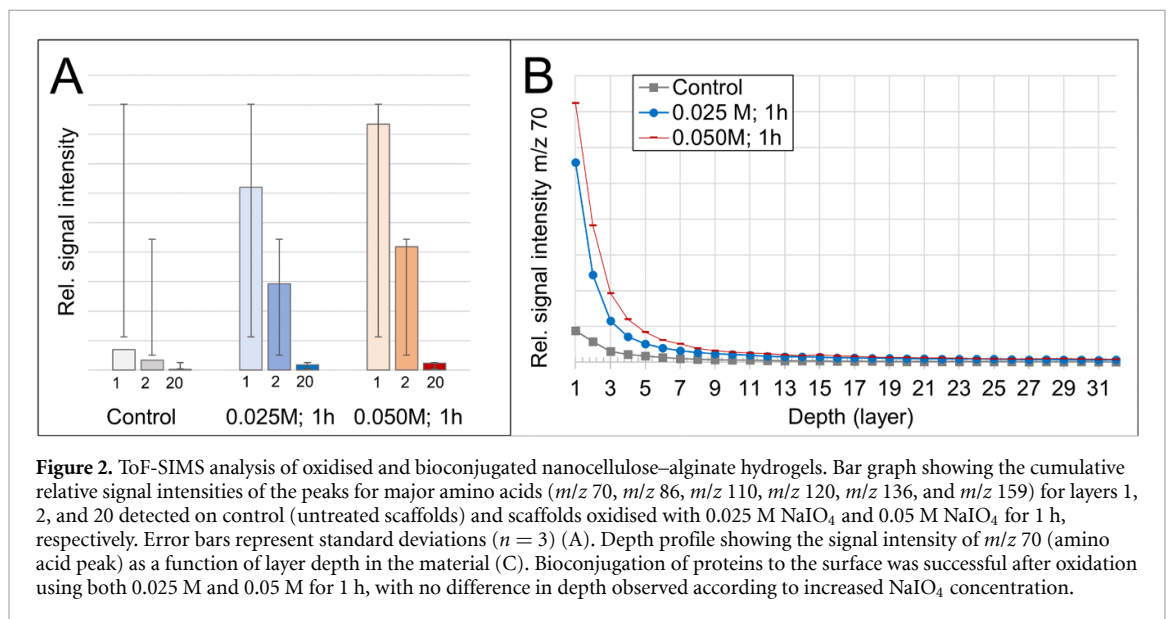 A
Rel. signal intensity
1 2 20 1 2 20 1 2 20
Control 0.025M; 1h 0.050M; 1h
B
Rel. signal intensity m/z 70
Control
0.025 M; 1h
0.050M; 1h
1 3 5 7 9 11 13 15 17 19 21 23 25 27 29 31
Depth (layer)
Figure 2. ToF-SIMS analysis of oxidised and bioconjugated nanocellulose–alginate hydrogels. Bar graph showing the cumulative
relative signal intensities of the peaks for major amino acids (m/z 70, m/z 86, m/z 110, m/z 120, m/z 136, and m/z 159) for layers 1,
2, and 20 detected on control (untreated scaffolds) and scaffolds oxidised with 0.025 M NaIO₄ and 0.05 M NaIO₄ for 1 h,
respectively. Error bars represent standard deviations (n = 3) (A). Depth profile showing the signal intensity of m/z 70 (amino
acid peak) as a function of layer depth in the material (C). Bioconjugation of proteins to the surface was successful after oxidation
using both 0.025 M and 0.05 M for 1 h, with no difference in depth observed according to increased NaIO₄ concentration.